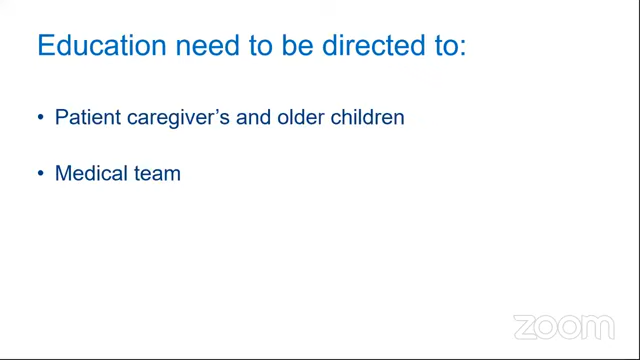 Education need to be directed to:
• Patient caregiver's and older children
• Medical team
zoom